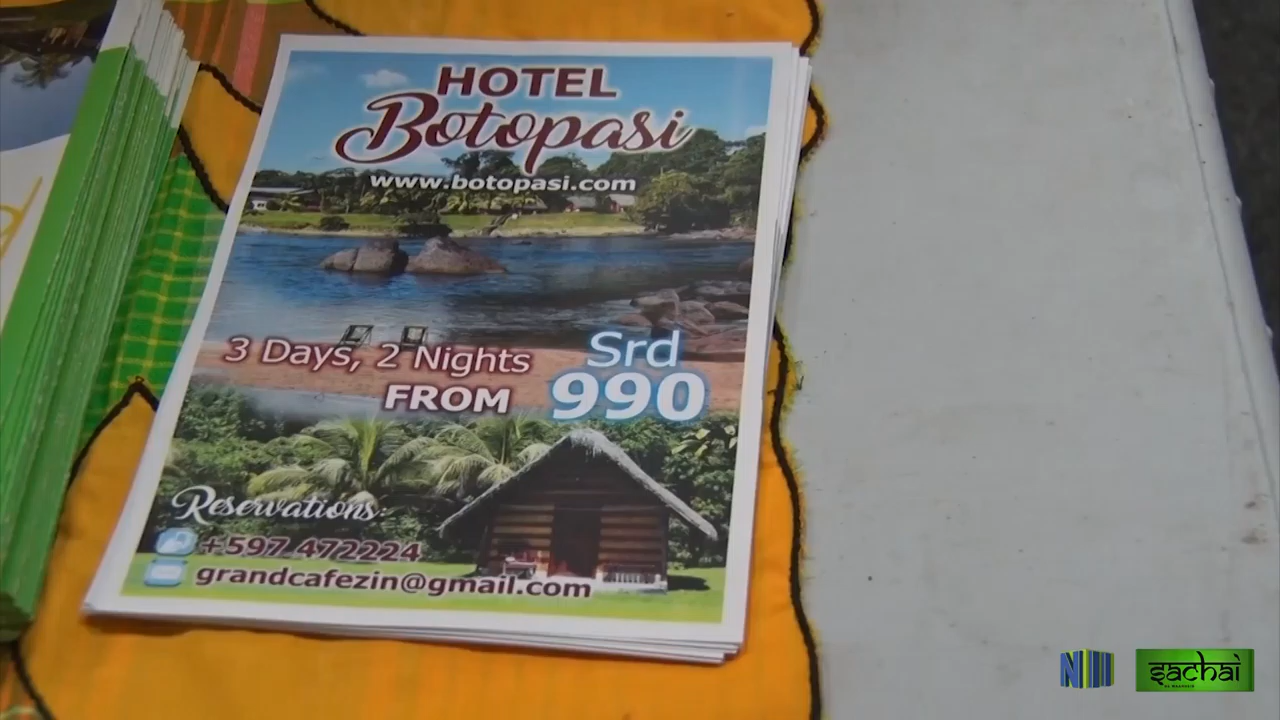 HOTEL
Botopasi
www.botopasi.com
3 Days, 2 Nights
FROM
Srd
990
Reservations:
+597 472224
grandcafezin@gmail.com
N
sachai